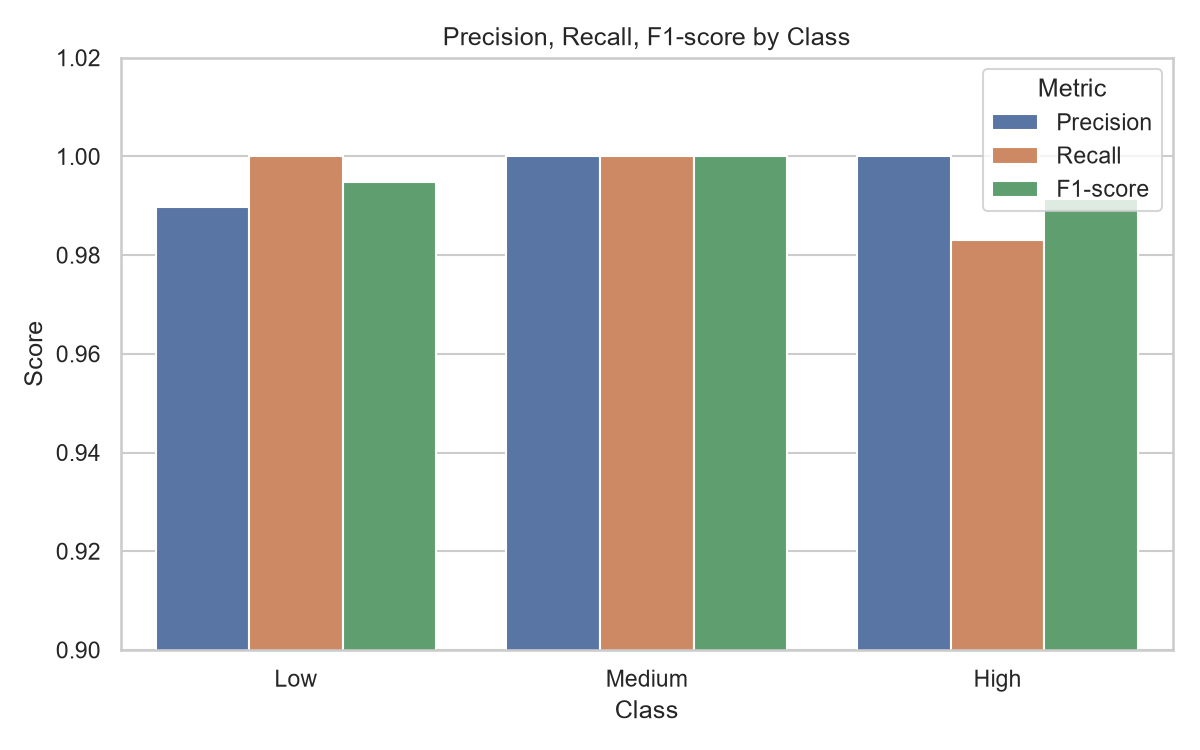 Precision, Recall, F1-score by Class
1.02
1.00
0.98
0.96
0.94
0.92
0.90
Score
Metric
Precision
Recall
F1-score
Low Medium High
Class